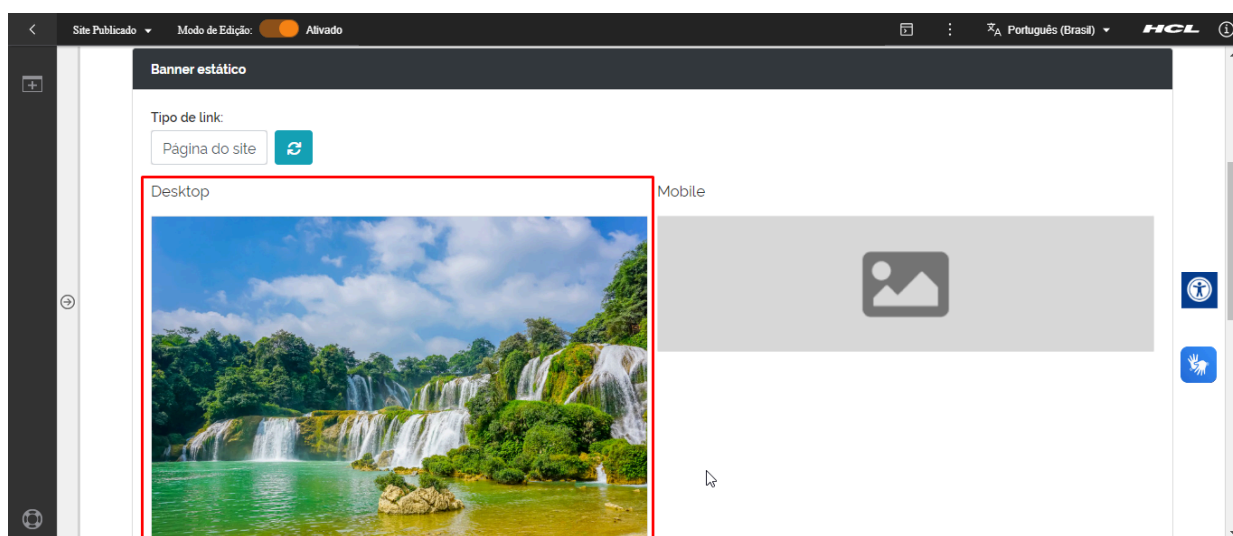 Site Publicado Modo de Edição: Ativado Português (Brasil) HCL
Banner estático
Tipo de link:
Página do site
Desktop Mobile